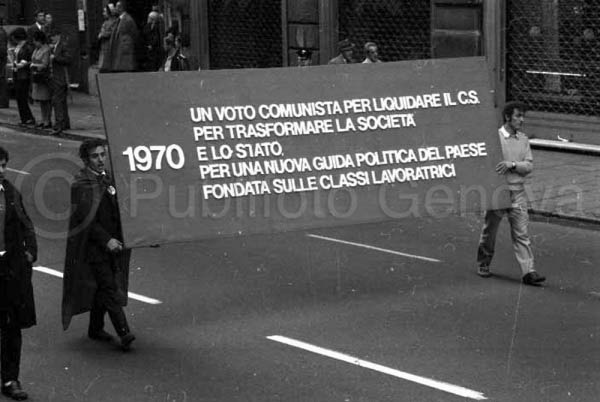 UN VOTO COMUNISTA PER LIQUIDARE IL C.S.
PER TRASFORMARE LA SOCIETÀ
1970 E LO STATO,
PER UNA NUOVA GUIDA POLITICA DEL PAESE
FONDATA SULLE CLASSI LAVORATRICI
© Publifoto Genova